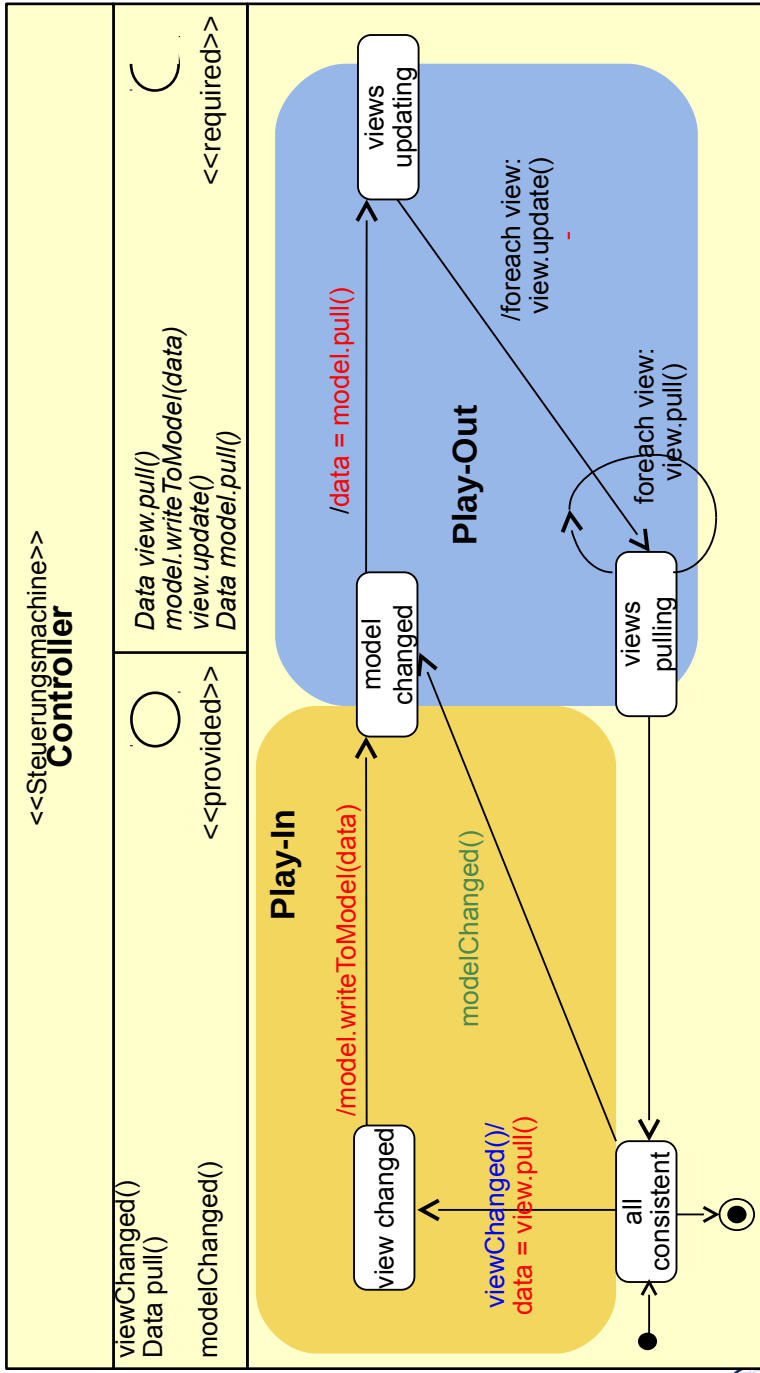 <<Steuerungsmachine>>
Controller
viewChanged()
Data pull()
modelChanged()
<<provided>>
Data view.pull()
model.writeToModel(data)
view.update()
Data model.pull()
<<required>>
Play-In
view changed
/model.writeToModel(data)
model
changed
/data = model.pull()
views
updating
viewChanged()/
data = view.pull()
modelChanged()
Play-Out
/foreach view:
view.update()
-
foreach view:
view.pull()
all
consistent
views
pulling